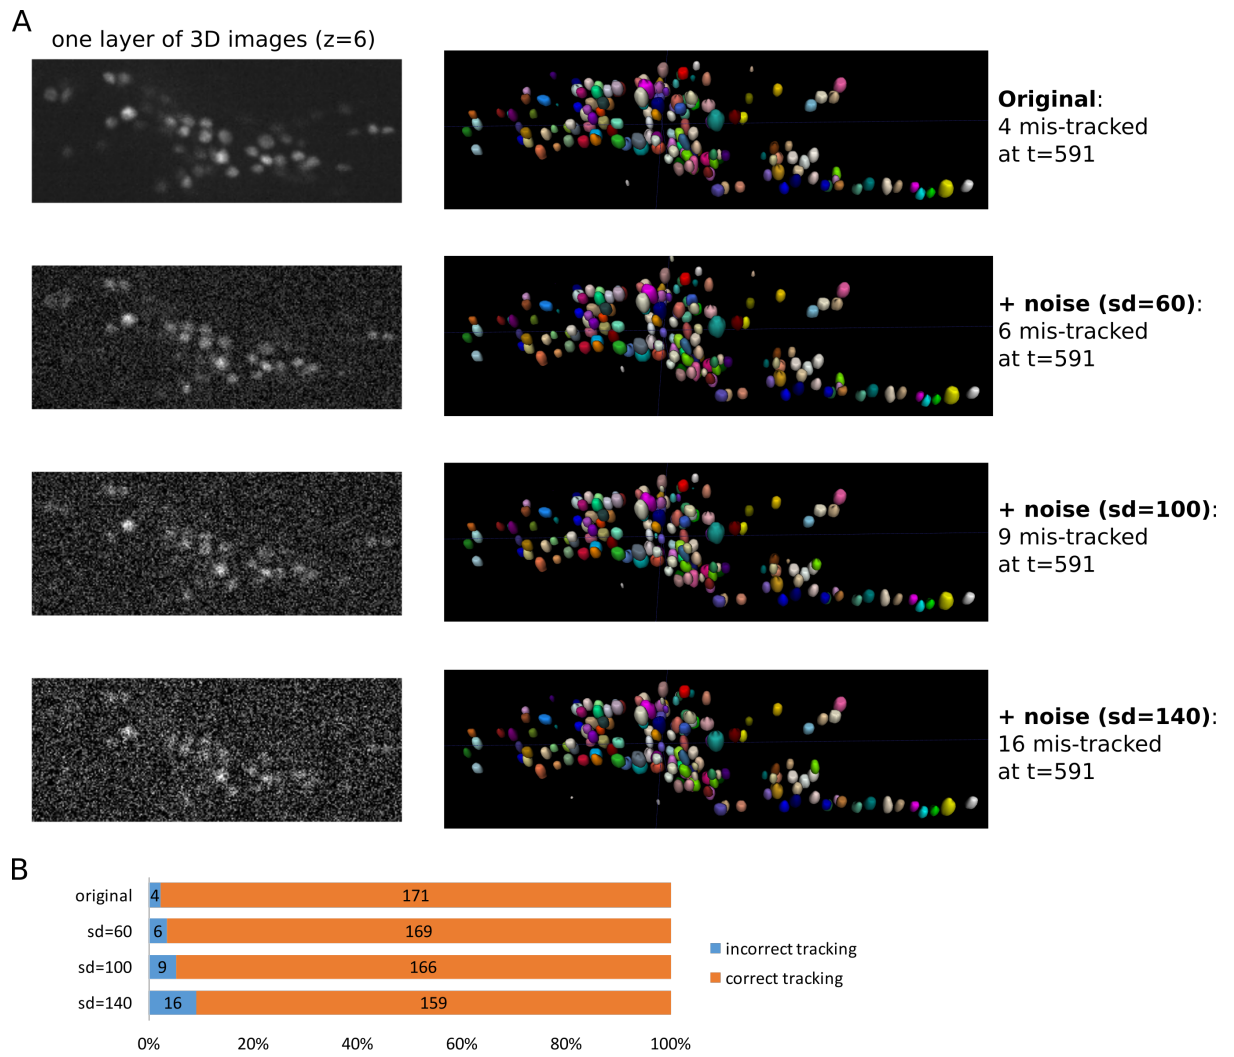 A
one layer of 3D images (z=6)
Original:
4 mis-tracked
at t=591
+ noise (sd=60):
6 mis-tracked
at t=591
+ noise (sd=100):
9 mis-tracked
at t=591
+ noise (sd=140):
16 mis-tracked
at t=591
B
original 4 171
sd=60 6 169
sd=100 9 166
sd=140 16 159
incorrect tracking
correct tracking
0% 20% 40% 60% 80% 100%